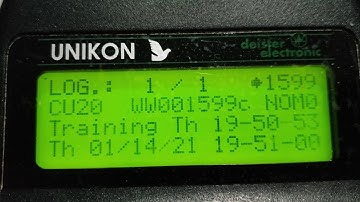 UNIKON
deister
electronic
LOG.: 1 / 1 →1599
CU20 WW001599c NOM0
Training Th 19-50-53
Th 01/14/21 19-51-00